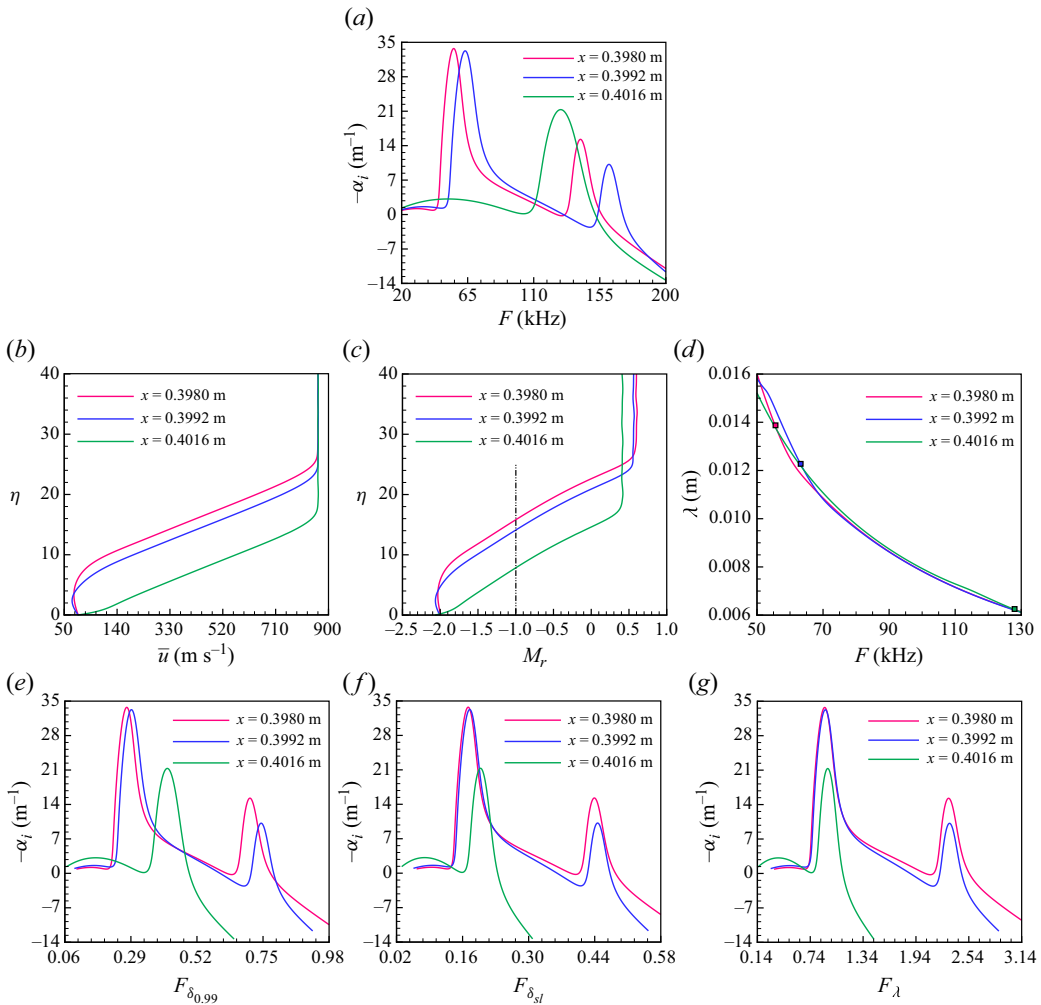 (a)
35
28
21
14
7
0
−7
−14
−α_i (m⁻¹)
x = 0.3980 m
x = 0.3992 m
x = 0.4016 m
20 65 110 155 200
F (kHz)
(b)
40
30
20
10
0
η
x = 0.3980 m
x = 0.3992 m
x = 0.4016 m
50 140 330 520 710 900
u̅ (m s⁻¹)
(c)
40
30
20
10
0
η
x = 0.3980 m
x = 0.3992 m
x = 0.4016 m
−2.5 −2.0 −1.5 −1.0 −0.5 0 0.5 1.0
M_r
(d)
0.016
0.014
0.012
0.010
0.008
0.006
λ (m)
x = 0.3980 m
x = 0.3992 m
x = 0.4016 m
50 70 90 110 130
F (kHz)
(e)
35
28
21
14
7
0
−7
−14
−α_i (m⁻¹)
x = 0.3980 m
x = 0.3992 m
x = 0.4016 m
0.06 0.29 0.52 0.75 0.98
F_δ0.99
(f)
35
28
21
14
7
0
−7
−14
−α_i (m⁻¹)
x = 0.3980 m
x = 0.3992 m
x = 0.4016 m
0.02 0.16 0.30 0.44 0.58
F_δsl
(g)
35
28
21
14
7
0
−7
−14
−α_i (m⁻¹)
x = 0.3980 m
x = 0.3992 m
x = 0.4016 m
0.14 0.74 1.34 1.94 2.54 3.14
F_λ